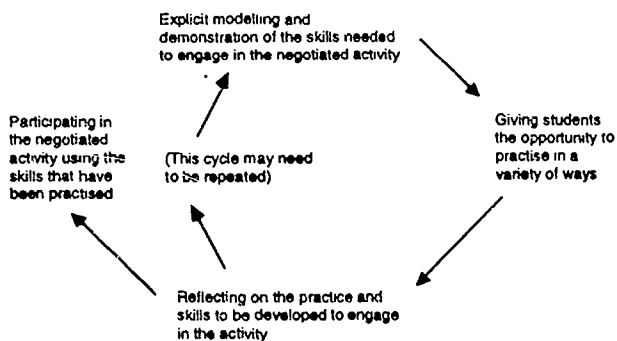 Explicit modelling and
demonstration of the skills needed
to engage in the negotiated activity
Participating in
the negotiated
activity using the
skills that have
been practised
(This cycle may need
to be repeated)
Giving students
the opportunity to
practise in a
variety of ways
Reflecting on the practice and
skills to be developed to engage
in the activity